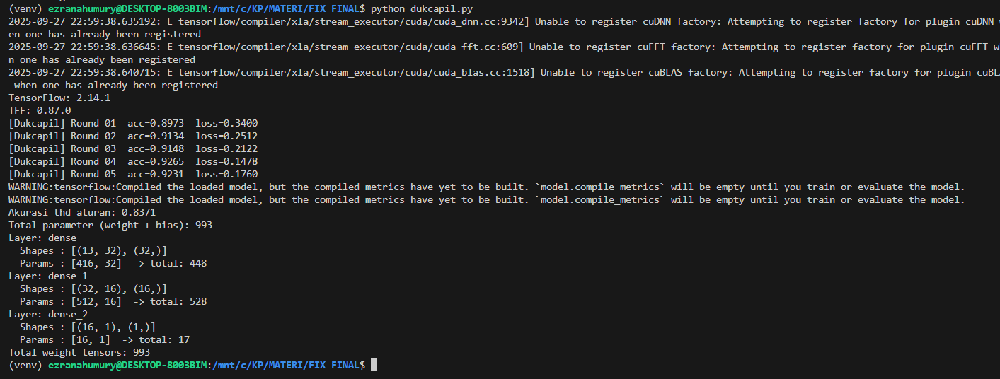 (venv) ezranahumury@DESKTOP-8003BIM:/mnt/c/KP/MATERI/FIX FINAL$ python dukcapil.py
2025-09-27 22:59:38.635192: E tensorflow/compiler/xla/stream_executor/cuda/cuda_dnn.cc:9342] Unable to register cuDNN factory: Attempting to register factory for plugin cuDNN
en one has already been registered
2025-09-27 22:59:38.636645: E tensorflow/compiler/xla/stream_executor/cuda/cuda_fft.cc:609] Unable to register cuFFT factory: Attempting to register factory for plugin cuFFT w
n one has already been registered
2025-09-27 22:59:38.640715: E tensorflow/compiler/xla/stream_executor/cuda/cuda_blas.cc:1518] Unable to register cuBLAS factory: Attempting to register factory for plugin cuBL
 when one has already been registered
TensorFlow: 2.14.1
TFF: 0.87.0
[Dukcapil] Round 01  acc=0.8973  loss=0.3400
[Dukcapil] Round 02  acc=0.9134  loss=0.2512
[Dukcapil] Round 03  acc=0.9148  loss=0.2122
[Dukcapil] Round 04  acc=0.9265  loss=0.1478
[Dukcapil] Round 05  acc=0.9231  loss=0.1760
WARNING:tensorflow:Compiled the loaded model, but the compiled metrics have yet to be built. `model.compile_metrics` will be empty until you train or evaluate the model.
WARNING:tensorflow:Compiled the loaded model, but the compiled metrics have yet to be built. `model.compile_metrics` will be empty until you train or evaluate the model.
Akurasi thd aturan: 0.8371
Total parameter (weight + bias): 993
Layer: dense
  Shapes : [(13, 32), (32,)]
  Params : [416, 32]  -> total: 448
Layer: dense_1
  Shapes : [(32, 16), (16,)]
  Params : [512, 16]  -> total: 528
Layer: dense_2
  Shapes : [(16, 1), (1,)]
  Params : [16, 1]  -> total: 17
Total weight tensors: 993
(venv) ezranahumury@DESKTOP-8003BIM:/mnt/c/KP/MATERI/FIX FINAL$